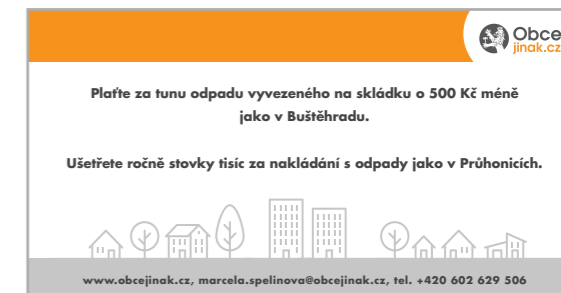 Obce
jinak.cz
Plaťte za tunu odpadu vyvezeného na skládku o 500 Kč méně
jako v Buštěhradu.
Ušetřete ročně stovky tisíc za nakládání s odpady jako v Průhonicích.
www.obcejinak.cz, marcela.spelinova@obcejinak.cz, tel. +420 602 629 506